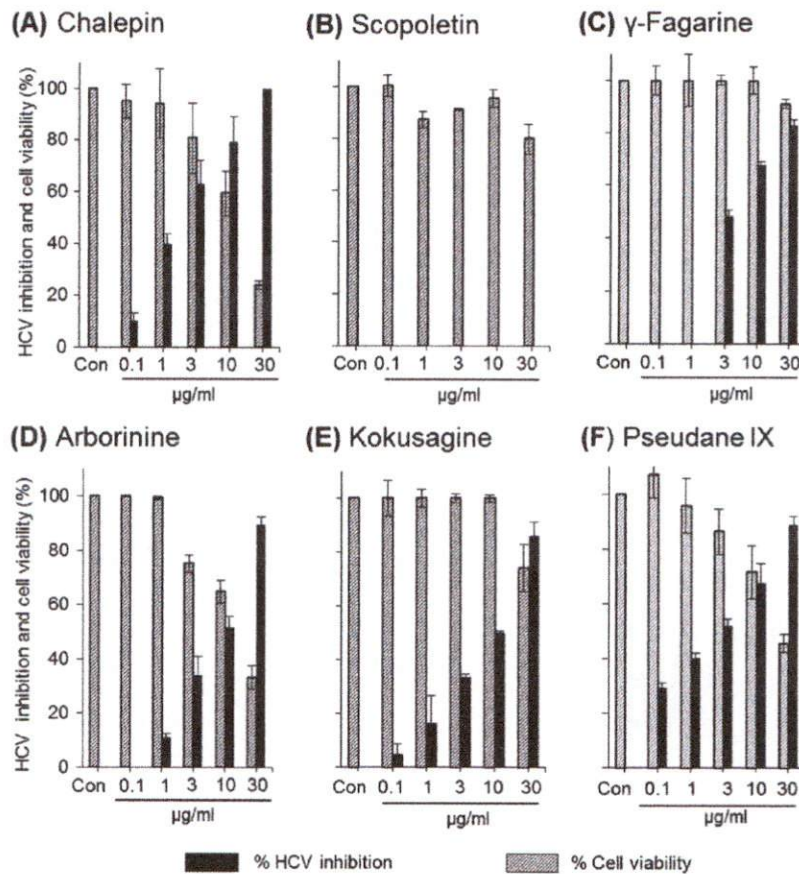 (A) Chalepin (B) Scopoletin (C) γ-Fagarine
HCV inhibition and cell viability (%)
100
80
60
40
20
0
Con 0.1 1 3 10 30 Con 0.1 1 3 10 30 Con 0.1 1 3 10 30
µg/ml µg/ml µg/ml
(D) Arborinine (E) Kokusagine (F) Pseudane IX
HCV inhibition and cell viability (%)
100
80
60
40
20
0
Con 0.1 1 3 10 30 Con 0.1 1 3 10 30 Con 0.1 1 3 10 30
µg/ml µg/ml µg/ml
% HCV inhibition % Cell viability